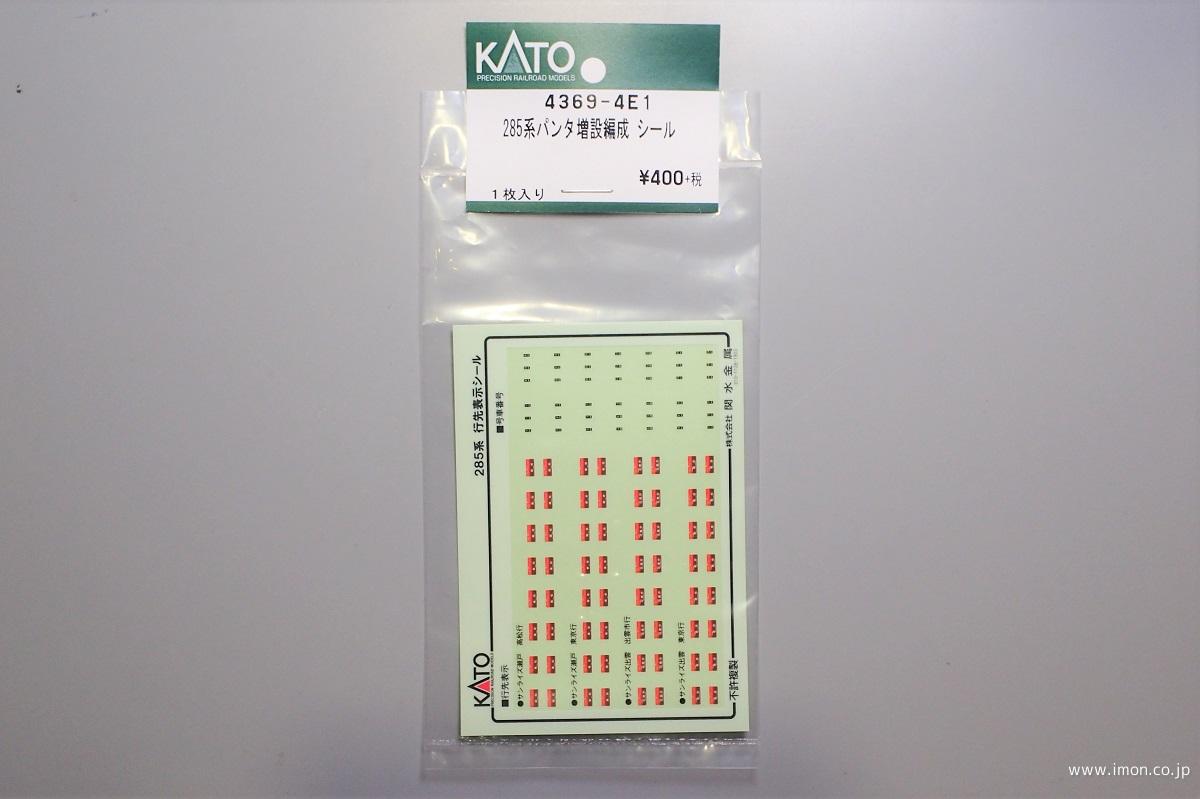 KATO
PRECISION RAILROAD MODELS
4369-4E1
285系パンタ増設編成 シール
¥400+税
1枚入り
285系 行先表示シール
■号車番号
株式会社 関水金属
KATO
PRECISION RAILROAD MODELS
■行先表示
●サンライズ瀬戸 高松行
●サンライズ瀬戸 東京行
●サンライズ出雲 出雲市行
●サンライズ出雲 東京行
不許複製
www.imon.co.jp